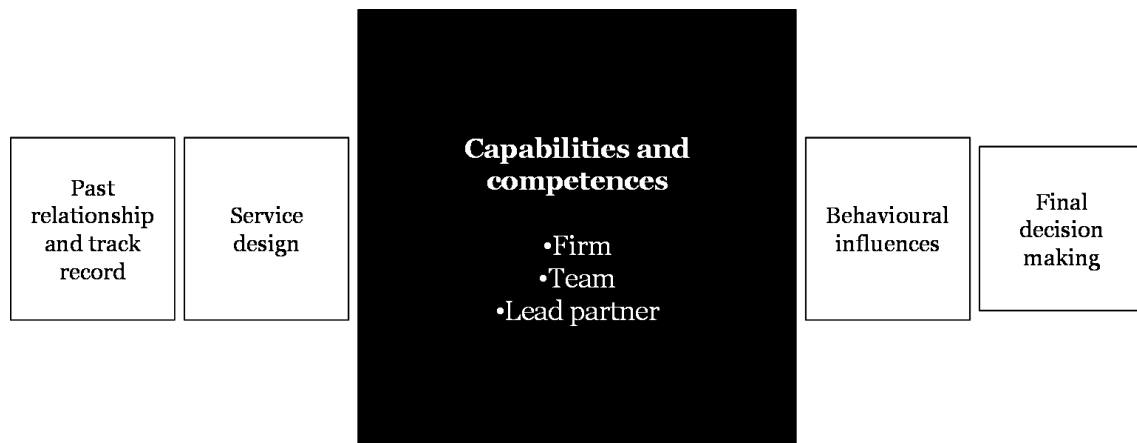 Past
relationship
and track
record
Service
design
Capabilities and
competences
•Firm
•Team
•Lead partner
Behavioural
influences
Final
decision
making